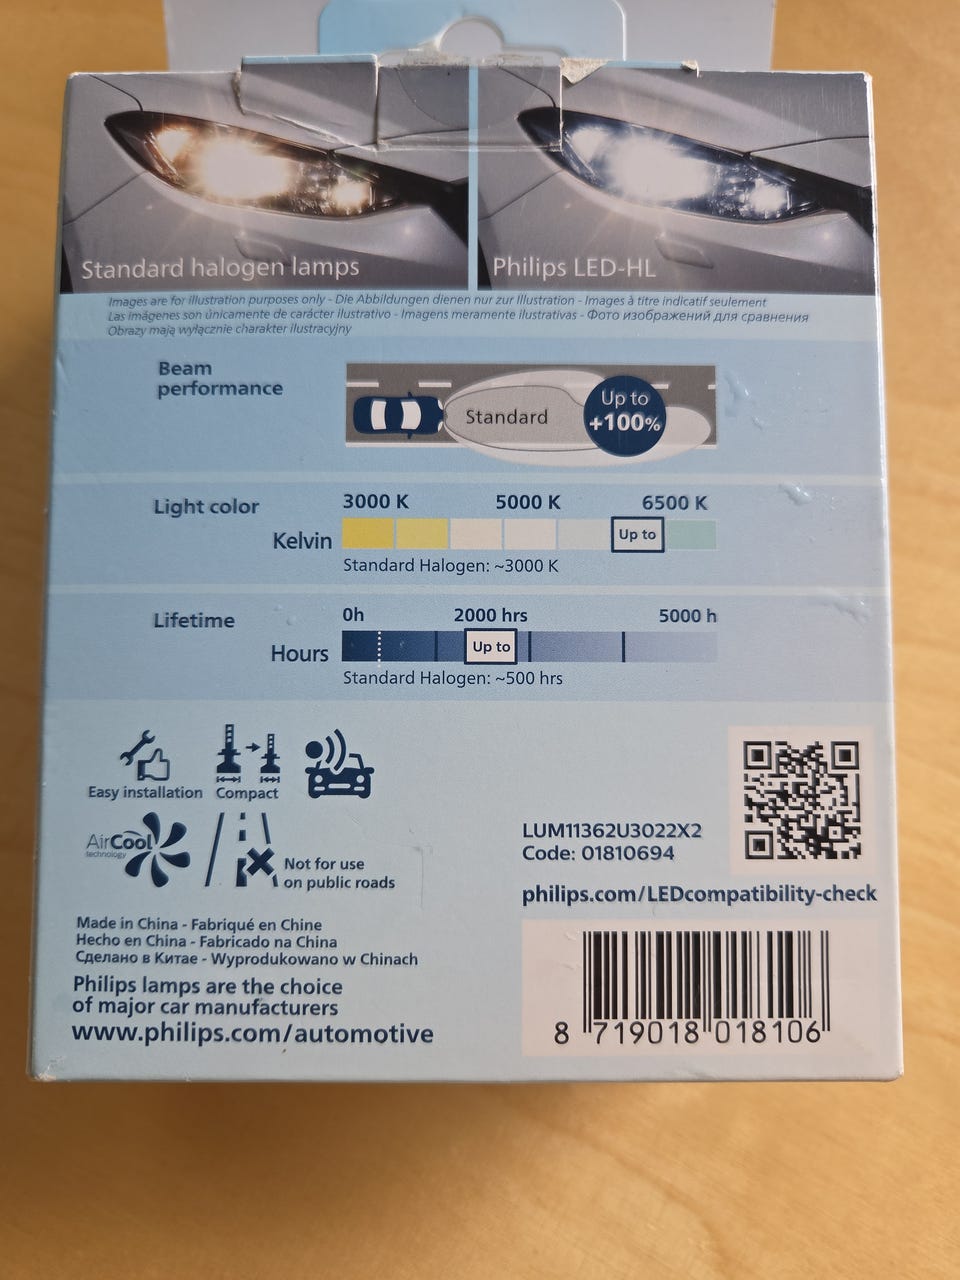 Standard halogen lamps
Philips LED-HL
Images are for illustration purposes only - Die Abbildungen dienen nur zur Illustration - Images à titre indicatif seulement
Las imágenes son únicamente de carácter ilustrativo - Imagens meramente ilustrativas - Фото изображений для сравнения
Obrazy mają wyłącznie charakter ilustracyjny
Beam
performance
Standard
Up to
+100%
Light color
3000 K 5000 K 6500 K
Kelvin
Up to
Standard Halogen: ~3000 K
Lifetime
0h 2000 hrs 5000 h
Hours
Up to
Standard Halogen: ~500 hrs
Easy installation
Compact
AirCool
technology
Not for use
on public roads
LUM11362U3022X2
Code: 01810694
philips.com/LEDcompatibility-check
Made in China - Fabriqué en Chine
Hecho en China - Fabricado na China
Сделано в Китае - Wyprodukowano w Chinach
Philips lamps are the choice
of major car manufacturers
www.philips.com/automotive
8 719018 018106